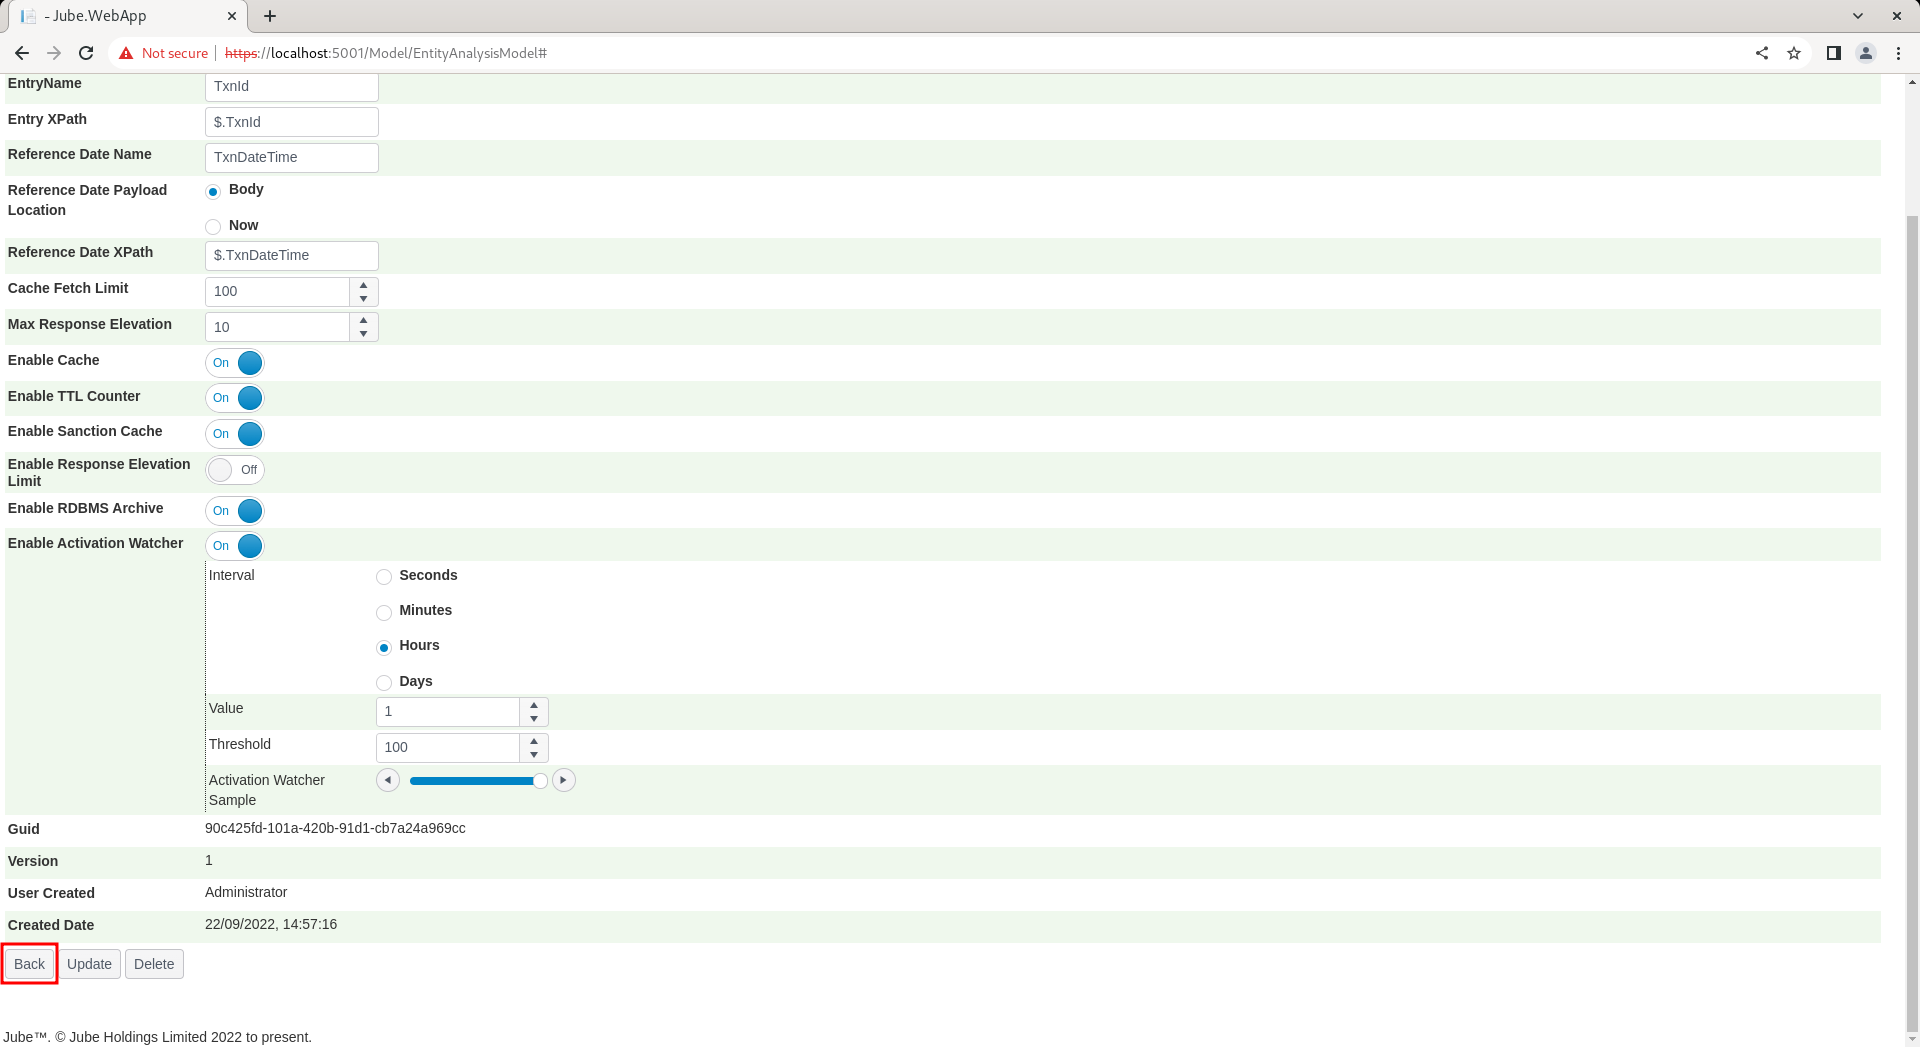 - Jube.WebApp
Not secure https://localhost:5001/Model/EntityAnalysisModel#
EntryName TxnId
Entry XPath $.TxnId
Reference Date Name TxnDateTime
Reference Date Payload Location Body
Now
Reference Date XPath $.TxnDateTime
Cache Fetch Limit 100
Max Response Elevation 10
Enable Cache On
Enable TTL Counter On
Enable Sanction Cache On
Enable Response Elevation Limit Off
Enable RDBMS Archive On
Enable Activation Watcher On
Interval Seconds
Minutes
Hours
Days
Value 1
Threshold 100
Activation Watcher
Sample
Guid 90c425fd-101a-420b-91d1-cb7a24a969cc
Version 1
User Created Administrator
Created Date 22/09/2022, 14:57:16
Back Update Delete
Jube™. © Jube Holdings Limited 2022 to present.